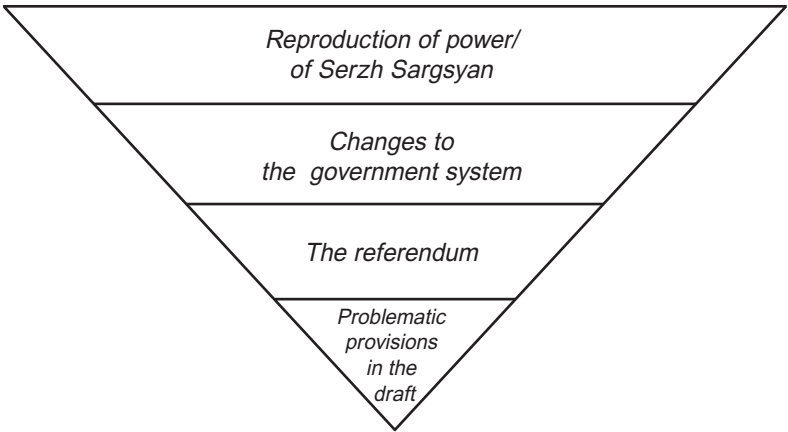 Reproduction of power/
of Serzh Sargsyan
Changes to
the government system
The referendum
Problematic
provisions
in the
draft